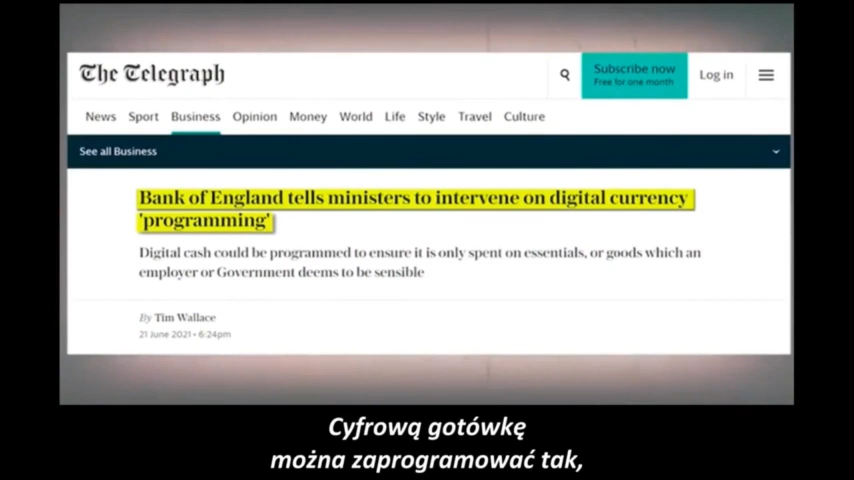 The Telegraph
Subscribe now
Free for one month
Log in
News Sport Business Opinion Money World Life Style Travel Culture
See all Business
Bank of England tells ministers to intervene on digital currency
'programming'
Digital cash could be programmed to ensure it is only spent on essentials, or goods which an
employer or Government deems to be sensible
By Tim Wallace
21 June 2021 • 6:24pm
Cyfrową gotówkę
można zaprogramować tak,